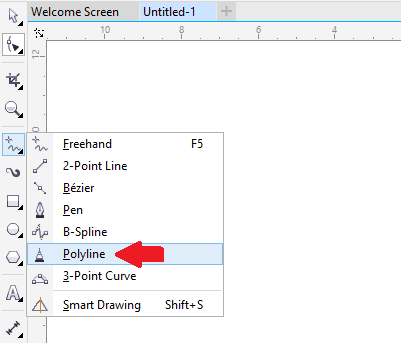 Welcome Screen Untitled-1
10 8 6 4
12
10
Freehand F5
2-Point Line
Bézier
Pen
B-Spline
Polyline
3-Point Curve
Smart Drawing Shift+S
A